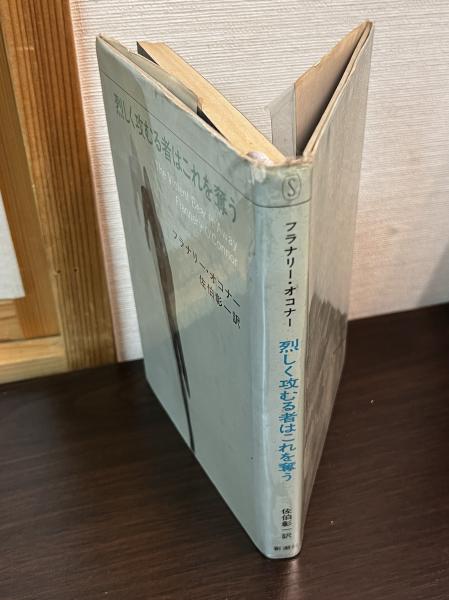 烈しく攻むる者はこれを奪う
The Violent Bear It Away
Flannery O'Connor
フラナリー・オコナー
佐伯彰一訳
S
フラナリー・オコナー
烈しく攻むる者はこれを奪う
佐伯彰一訳
新潮社